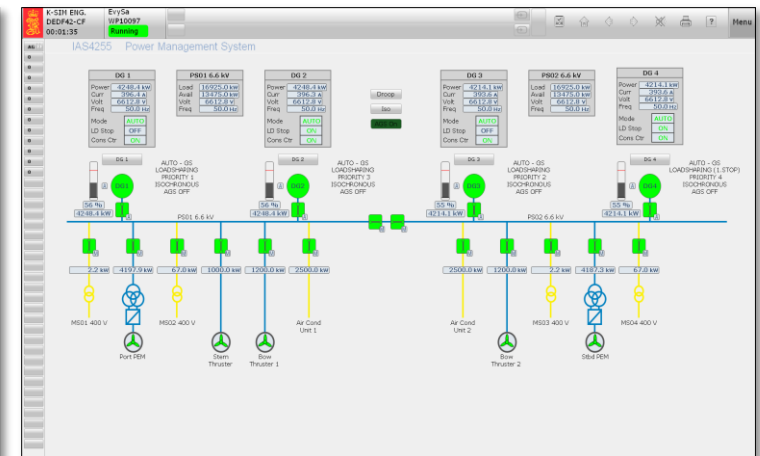 K-SIM ENG.
DEDF42-CF
00:01:35
EvySa
WP10097
Running
Menu
IAS4255 Power Management System
DG 1
Power 4248.4 kW
Curr 396.3 A
Volt 6612.8 V
Freq 50.0 Hz
Mode AUTO
LD Stop OFF
Cons Ctr ON
PS01 6.6 kV
Load 16925.0 kW
Avail 13475.0 kW
Volt 6612.8 V
Freq 50.0 Hz
DG 2
Power 4248.4 kW
Curr 396.4 A
Volt 6612.8 V
Freq 50.0 Hz
Mode AUTO
LD Stop ON
Cons Ctr ON
Droop
Iso
DG 3
Power 4214.1 kW
Curr 393.6 A
Volt 6612.8 V
Freq 50.0 Hz
Mode AUTO
LD Stop OFF
Cons Ctr ON
PS02 6.6 kV
Load 16925.0 kW
Avail 13475.0 kW
Volt 6612.8 V
Freq 50.0 Hz
DG 4
Power 4214.1 kW
Curr 393.6 A
Volt 6612.8 V
Freq 50.0 Hz
Mode AUTO
LD Stop ON
Cons Ctr ON
DG 1
DG1
AUTO - GS
LOADSHARING
PRIORITY 1
ISOCHRONOUS
AGS OFF
56 %
4248.4 kW
DG 2
DG2
AUTO - GS
LOADSHARING
PRIORITY 3
ISOCHRONOUS
AGS OFF
56 %
4248.4 kW
DG 3
DG3
AUTO - GS
LOADSHARING
PRIORITY 2
ISOCHRONOUS
AGS OFF
55 %
4214.1 kW
DG 4
DG4
AUTO - GS
LOADSHARING (1.STOP)
PRIORITY 4
ISOCHRONOUS
AGS OFF
55 %
4214.1 kW
PS01 6.6 kV
PS02 6.6 kV
2.2 kW
4197.9 kW
67.0 kW
1000.0 kW
1200.0 kW
2500.0 kW
2500.0 kW
1200.0 kW
2.2 kW
4187.3 kW
67.0 kW
MS01 400 V
MS02 400 V
Air Cond
Unit 1
Air Cond
Unit 2
MS03 400 V
MS04 400 V
Port PEM
Stern
Thruster
Bow
Thruster 1
Bow
Thruster 2
Stbd PEM